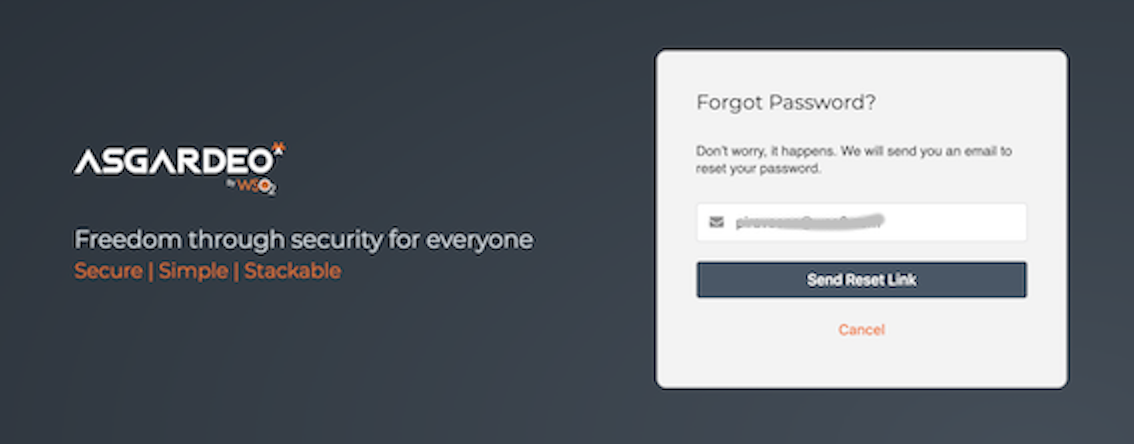 ASGARDEO
By WSO2
Freedom through security for everyone
Secure | Simple | Stackable
Forgot Password?
Don't worry, it happens. We will send you an email to
reset your password.
Send Reset Link
Cancel